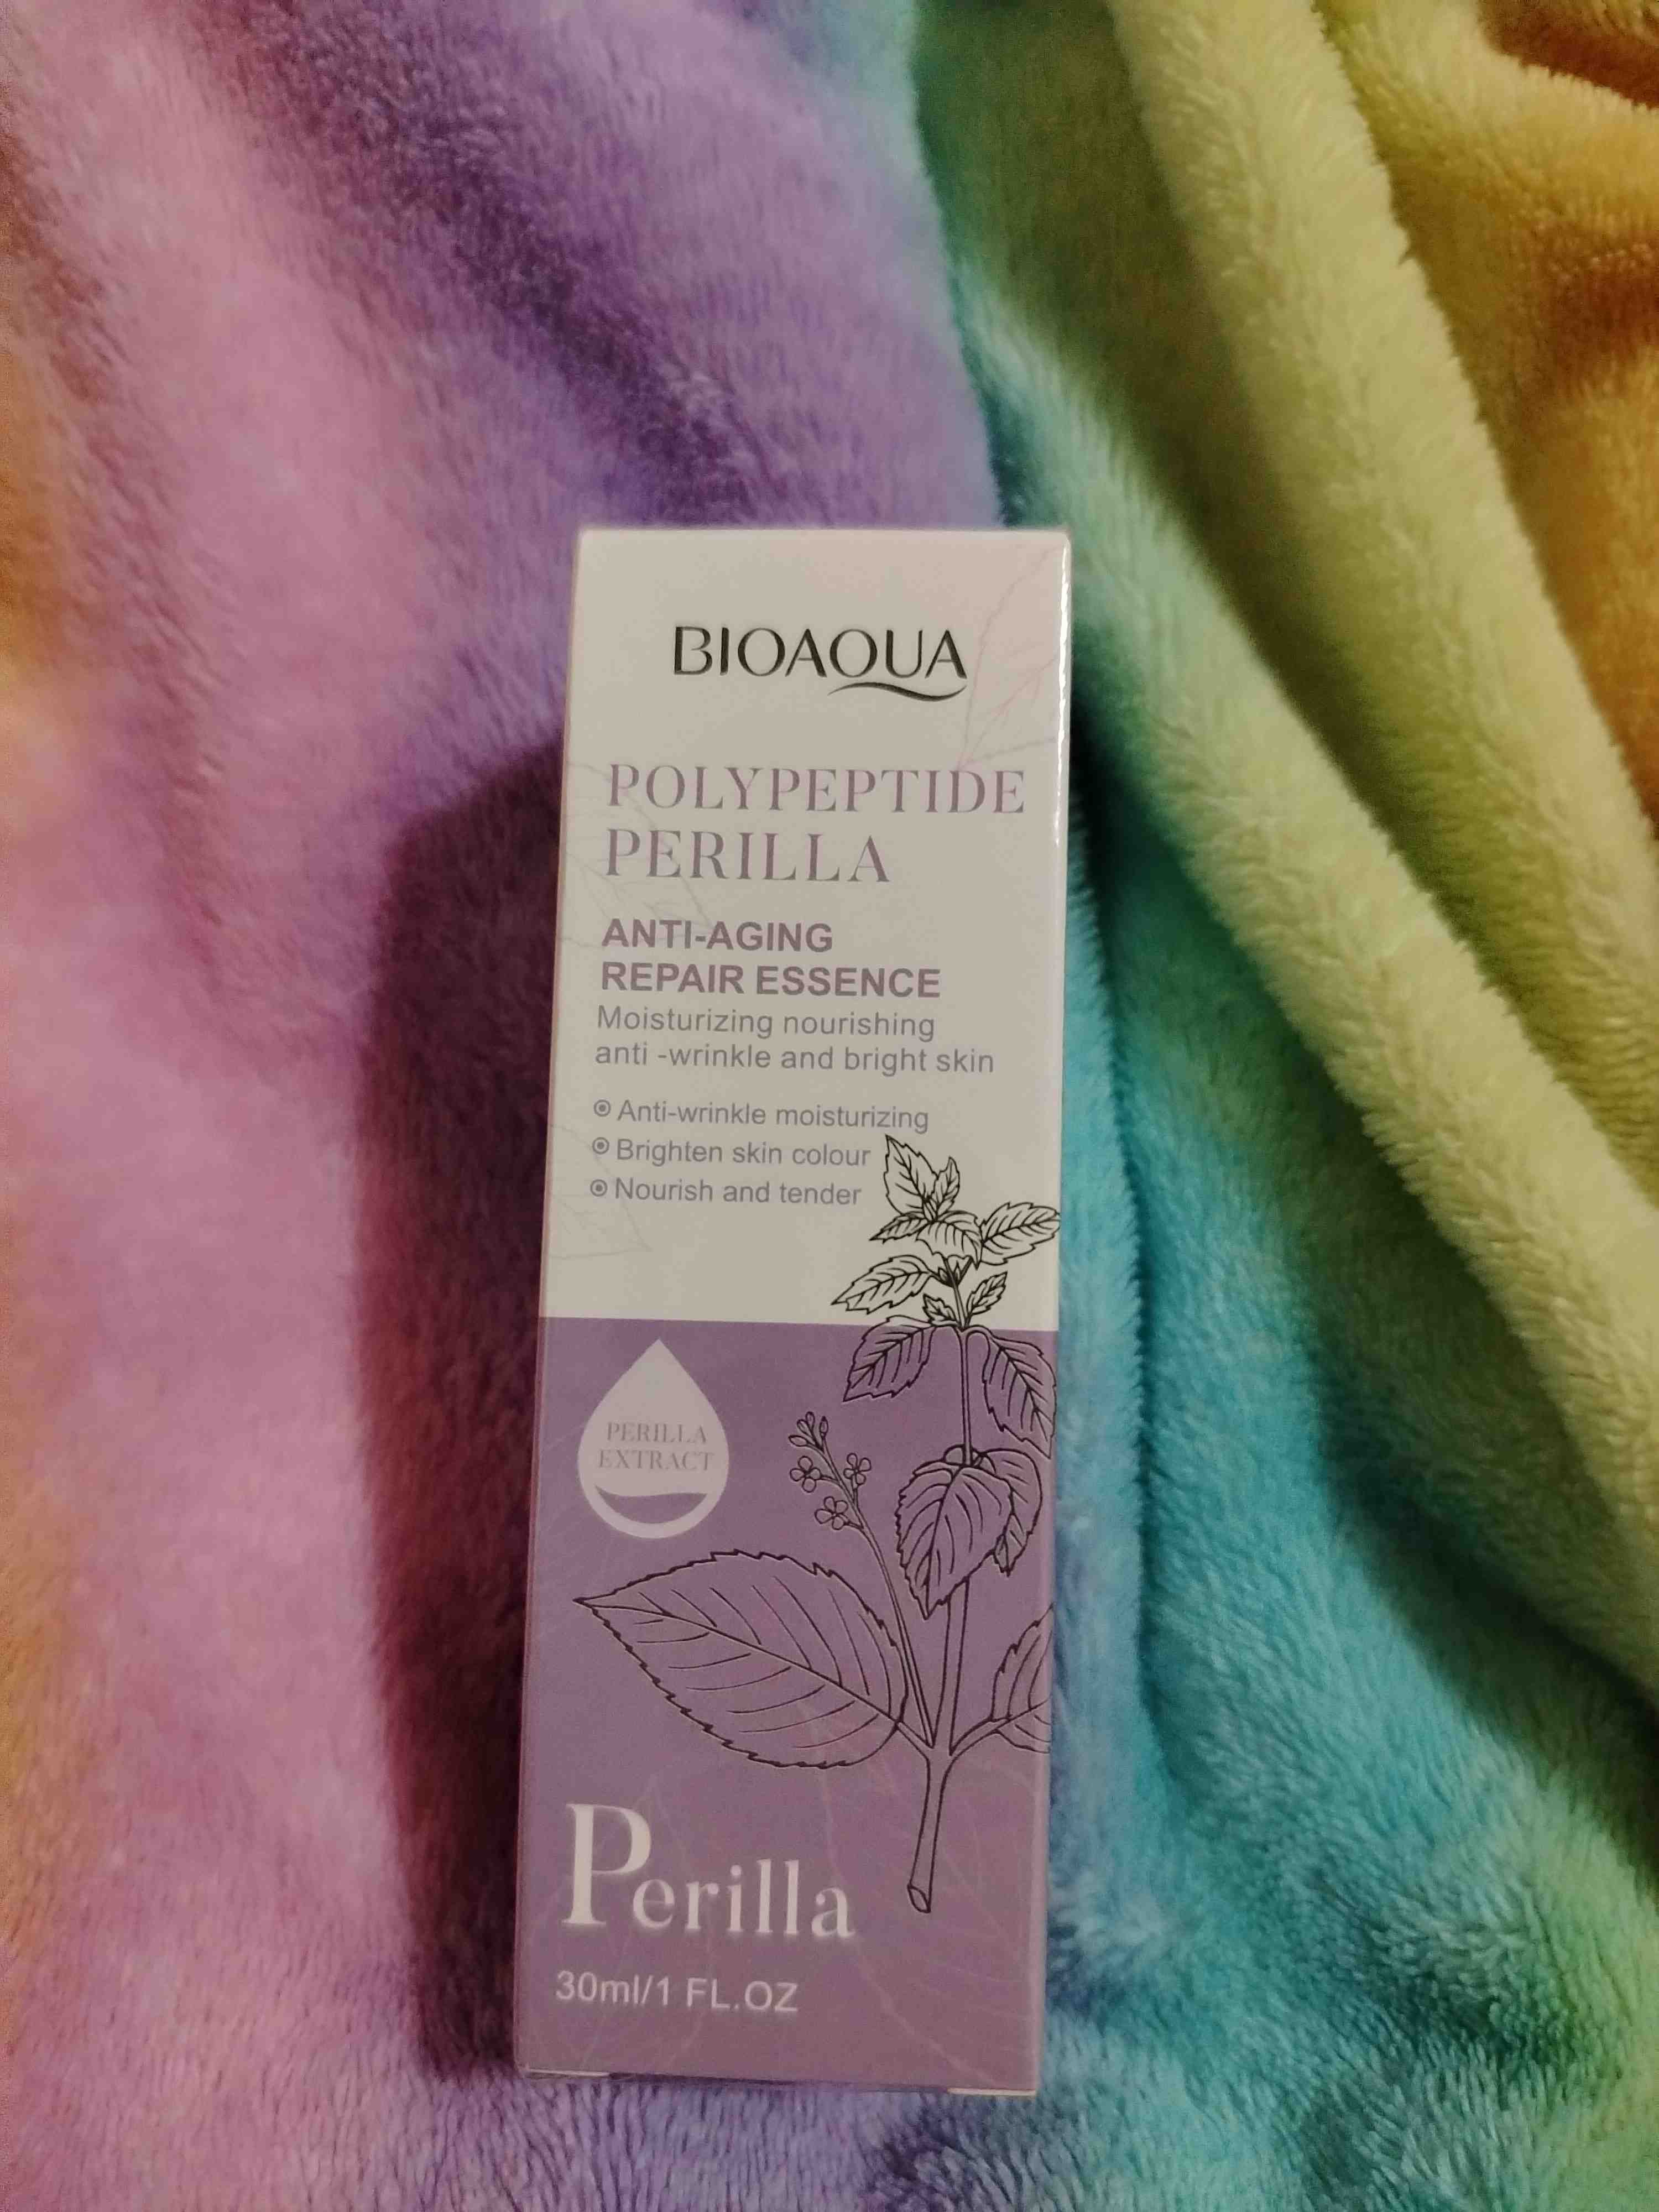 BIOAQUA
POLYPEPTIDE
PERILLA
ANTI-AGING
REPAIR ESSENCE
Moisturizing nourishing
anti -wrinkle and bright skin
Anti-wrinkle moisturizing
Brighten skin colour
Nourish and tender
PERILLA
EXTRACT
Perilla
30ml/1 FL.OZ